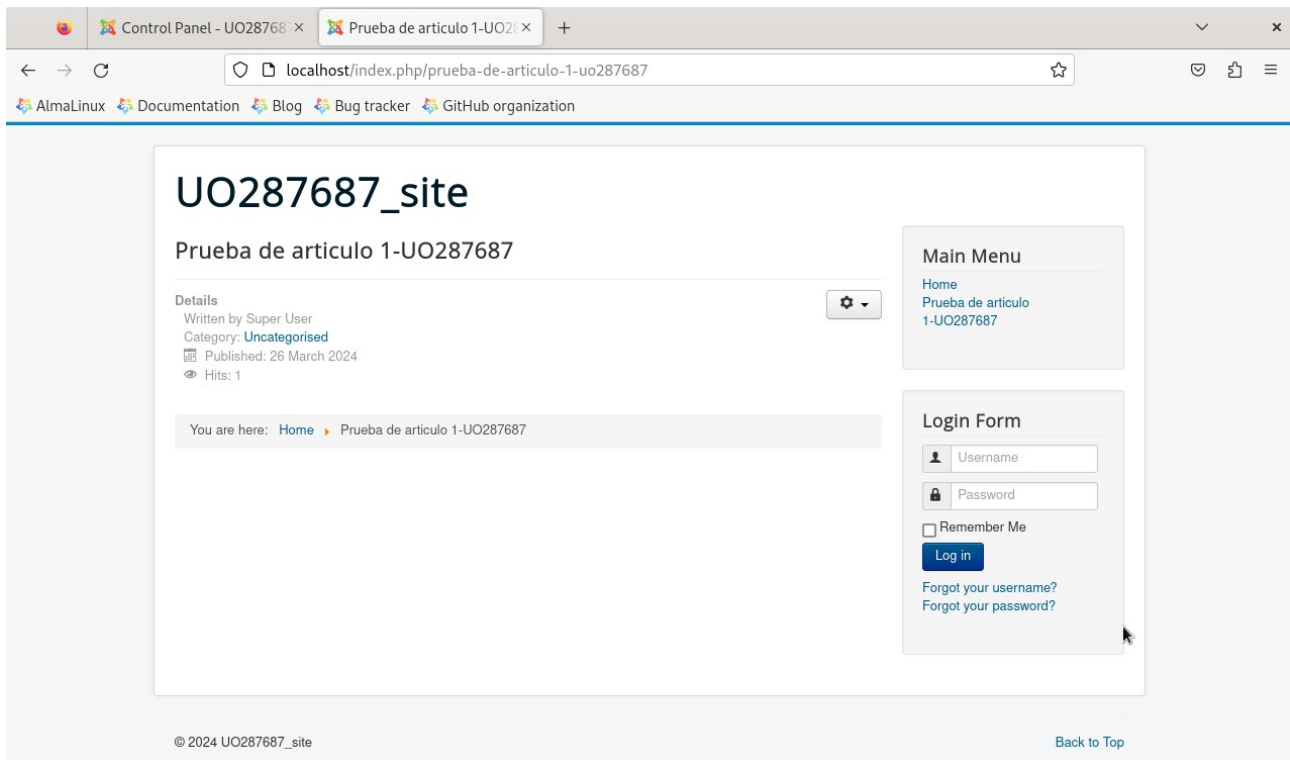 Control Panel - UO28768
Prueba de articulo 1-UO28
localhost/index.php/prueba-de-articulo-1-uo287687
AlmaLinux Documentation Blog Bug tracker GitHub organization
UO287687_site
Prueba de articulo 1-UO287687
Details
Written by Super User
Category: Uncategorised
Published: 26 March 2024
Hits: 1
You are here: Home Prueba de articulo 1-UO287687
Main Menu
Home
Prueba de articulo
1-UO287687
Login Form
Username
Password
Remember Me
Log in
Forgot your username?
Forgot your password?
© 2024 UO287687_site
Back to Top